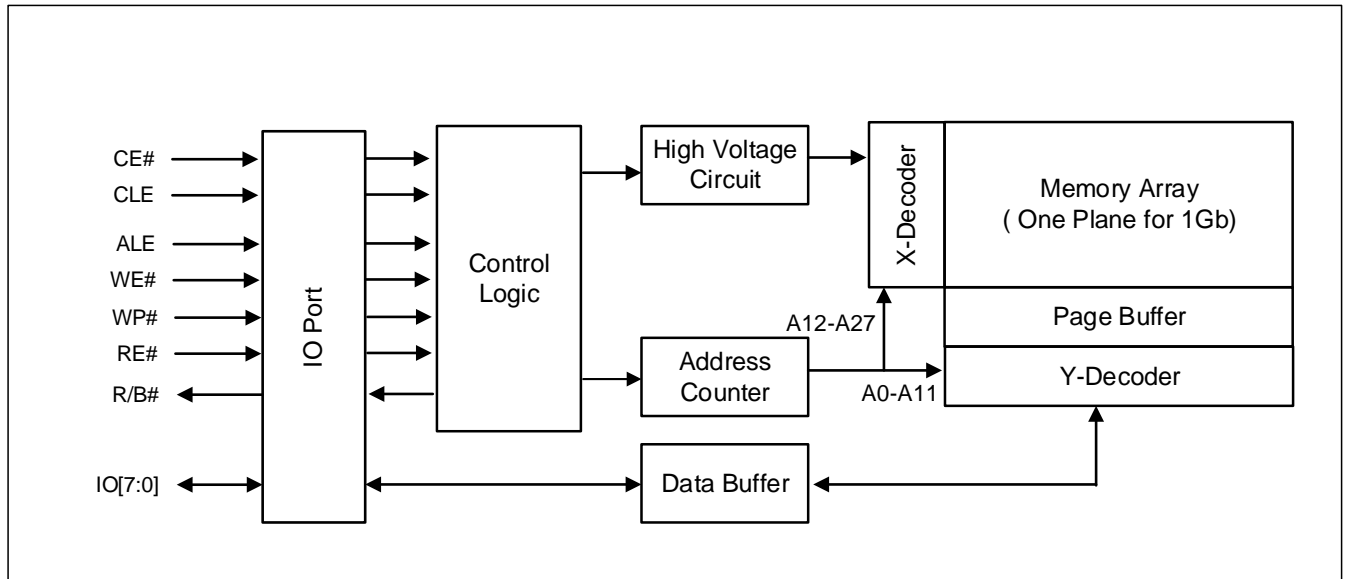 CE#
CLE
ALE
WE#
WP#
RE#
R/B#
IO[7:0]
IO Port
Control
Logic
High Voltage
Circuit
Address
Counter
Data Buffer
X-Decoder
A12-A27
A0-A11
Memory Array
( One Plane for 1Gb)
Page Buffer
Y-Decoder